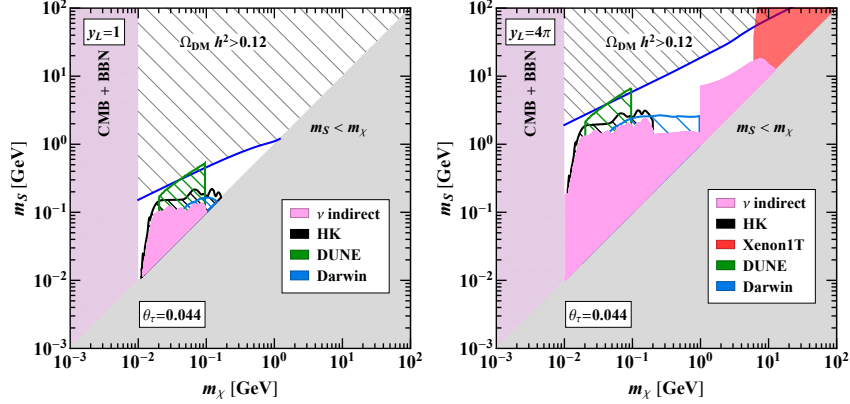 y_L=1
Ω_DM h²>0.12
CMB + BBN
m_S < m_χ
ν indirect
HK
DUNE
Darwin
θ_τ=0.044
m_S [GeV]
10²
10¹
10⁰
10⁻¹
10⁻²
10⁻³
10⁻³ 10⁻² 10⁻¹ 10⁰ 10¹ 10²
m_χ [GeV]
y_L=4π
Ω_DM h²>0.12
CMB + BBN
m_S < m_χ
ν indirect
HK
Xenon1T
DUNE
Darwin
θ_τ=0.044
m_S [GeV]
10²
10¹
10⁰
10⁻¹
10⁻²
10⁻³
10⁻³ 10⁻² 10⁻¹ 10⁰ 10¹ 10²
m_χ [GeV]